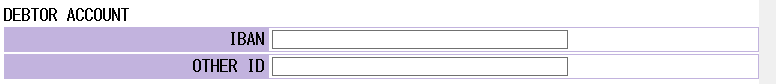 DEBTOR ACCOUNT
IBAN
OTHER ID